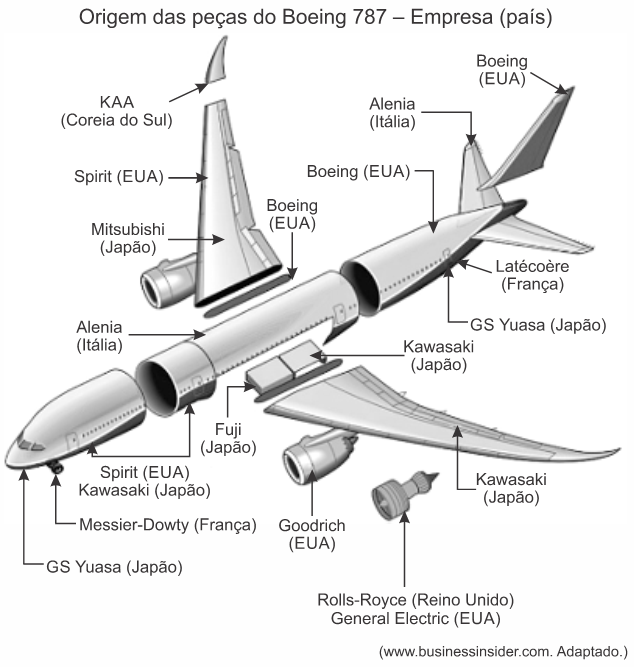 Origem das peças do Boeing 787 – Empresa (país)
Boeing
(EUA)
KAA
(Coreia do Sul)
Alenia
(Itália)
Spirit (EUA)
Boeing (EUA)
Boeing
(EUA)
Mitsubishi
(Japão)
Latécoère
(França)
GS Yuasa (Japão)
Alenia
(Itália)
Kawasaki
(Japão)
Fuji
(Japão)
Spirit (EUA)
Kawasaki (Japão)
Kawasaki
(Japão)
Messier-Dowty (França)
Goodrich
(EUA)
GS Yuasa (Japão)
Rolls-Royce (Reino Unido)
General Electric (EUA)
(www.businessinsider.com. Adaptado.)